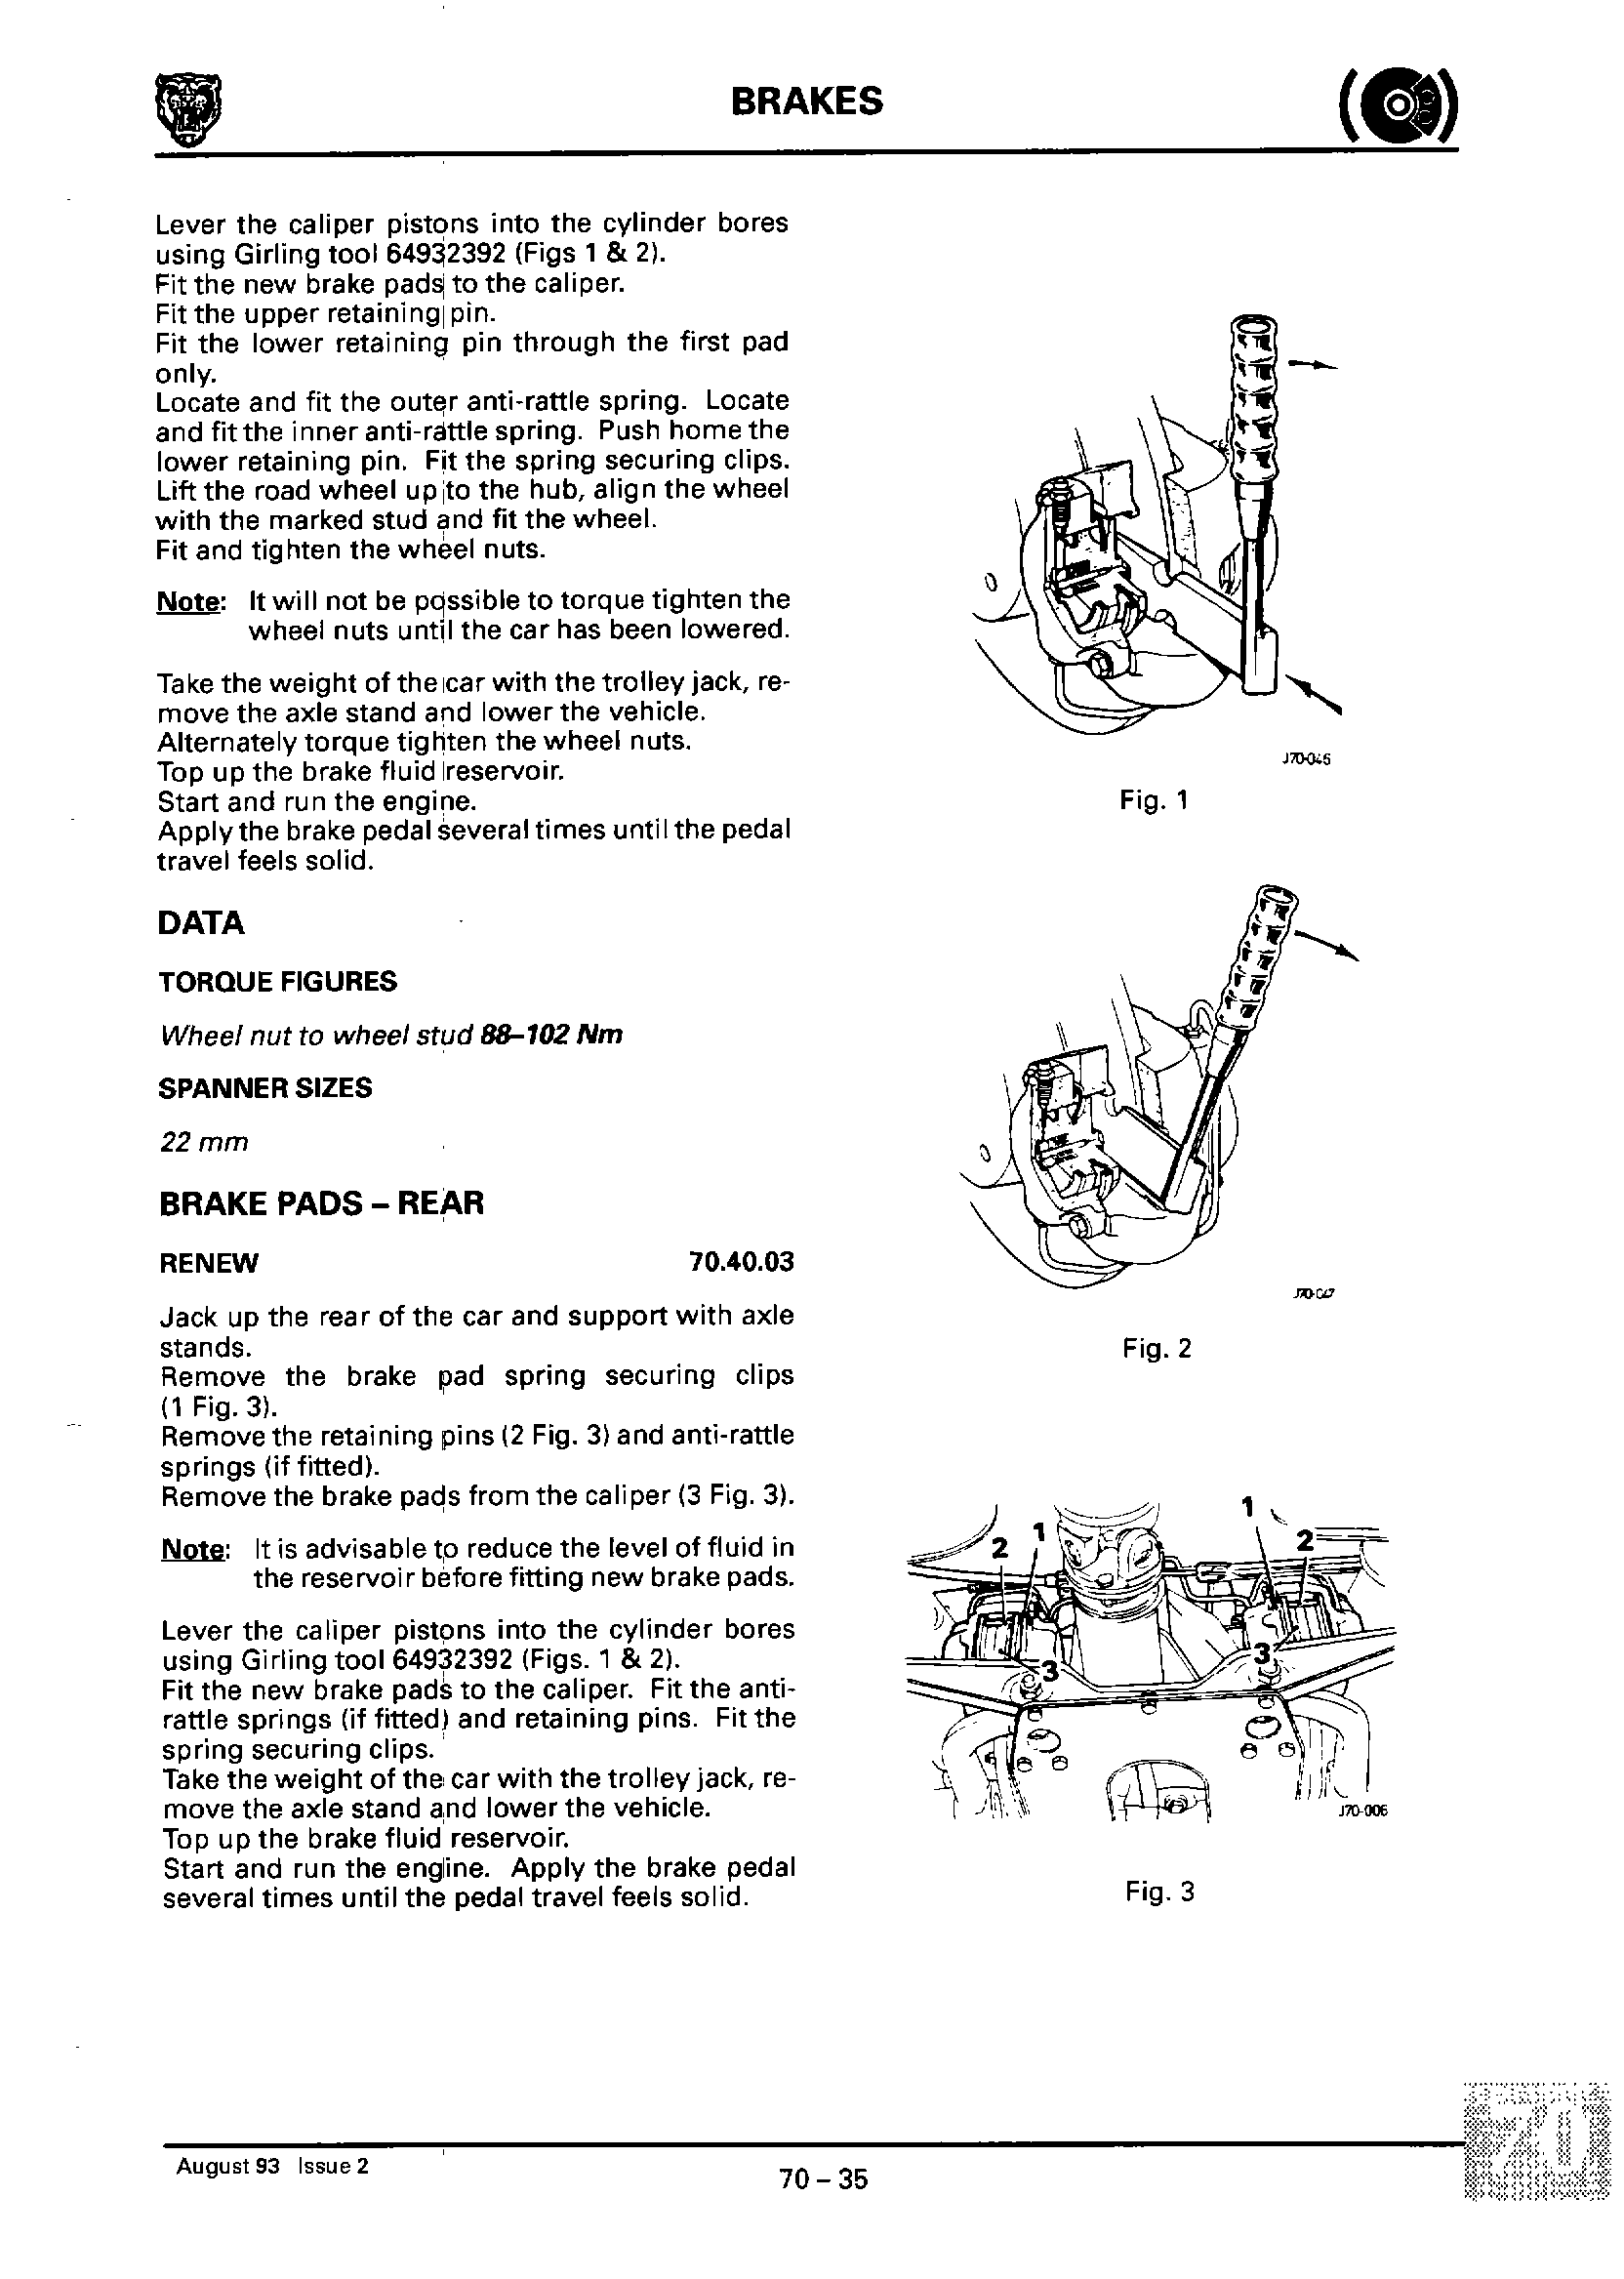 BRAKES
Lever the caliper pistons into the cylinder bores
using Girling tool 64932392 (Figs 1 & 2).
Fit the new brake pads to the caliper.
Fit the upper retaining pin.
Fit the lower retaining pin through the first pad
only.
Locate and fit the outer anti-rattle spring. Locate
and fit the inner anti-rattle spring. Push home the
lower retaining pin. Fit the spring securing clips.
Lift the road wheel up to the hub, align the wheel
with the marked stud and fit the wheel.
Fit and tighten the wheel nuts.
Note: It will not be possible to torque tighten the
wheel nuts until the car has been lowered.
Take the weight of the car with the trolley jack, re-
move the axle stand and lower the vehicle.
Alternately torque tighten the wheel nuts.
Top up the brake fluid reservoir.
Start and run the engine.
Apply the brake pedal several times until the pedal
travel feels solid.
DATA
TORQUE FIGURES
Wheel nut to wheel stud 88–102 Nm
SPANNER SIZES
22 mm
BRAKE PADS – REAR
RENEW 70.40.03
Jack up the rear of the car and support with axle
stands.
Remove the brake pad spring securing clips
(1 Fig. 3).
Remove the retaining pins (2 Fig. 3) and anti-rattle
springs (if fitted).
Remove the brake pads from the caliper (3 Fig. 3).
Note: It is advisable to reduce the level of fluid in
the reservoir before fitting new brake pads.
Lever the caliper pistons into the cylinder bores
using Girling tool 64932392 (Figs. 1 & 2).
Fit the new brake pads to the caliper. Fit the anti-
rattle springs (if fitted) and retaining pins. Fit the
spring securing clips.
Take the weight of the car with the trolley jack, re-
move the axle stand and lower the vehicle.
Top up the brake fluid reservoir.
Start and run the engine. Apply the brake pedal
several times until the pedal travel feels solid.
J70-046
Fig. 1
J70-047
Fig. 2
1
2 1 2
3
3
J70-006
Fig. 3
70
August 93 Issue 2
70 – 35